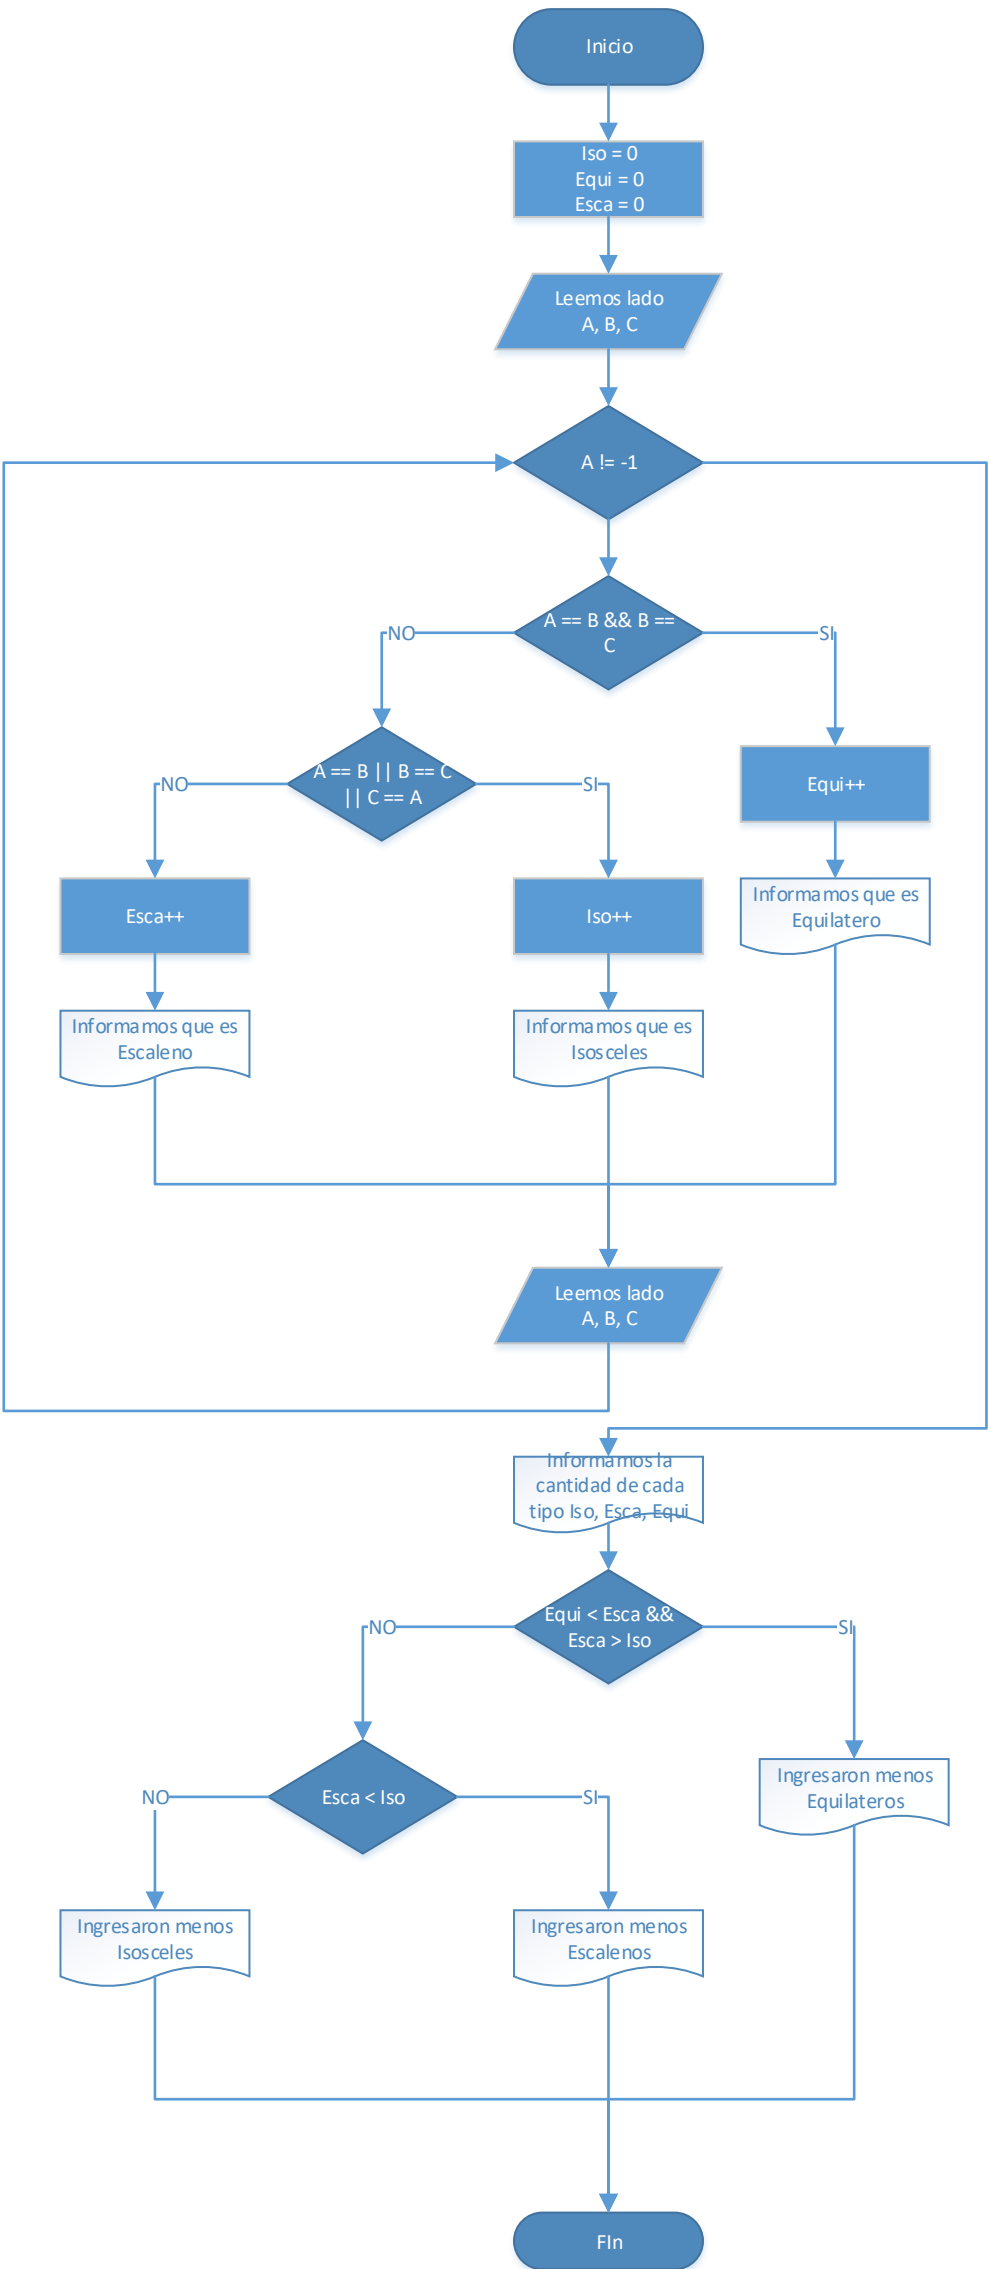 Inicio
Iso = 0
Equi = 0
Esca = 0
Leemos lado
A, B, C
A != -1
A == B && B ==
C
NO
SI
A == B || B == C
|| C == A
NO
SI
Equi++
Esca++
Iso++
Informamos que es
Equilatero
Informamos que es
Escaleno
Informamos que es
Isosceles
Leemos lado
A, B, C
Informamos la
cantidad de cada
tipo Iso, Esca, Equi
Equi < Esca &&
Esca > Iso
NO
SI
Esca < Iso
NO
SI
Ingresaron menos
Equilateros
Ingresaron menos
Isosceles
Ingresaron menos
Escalenos
FIn